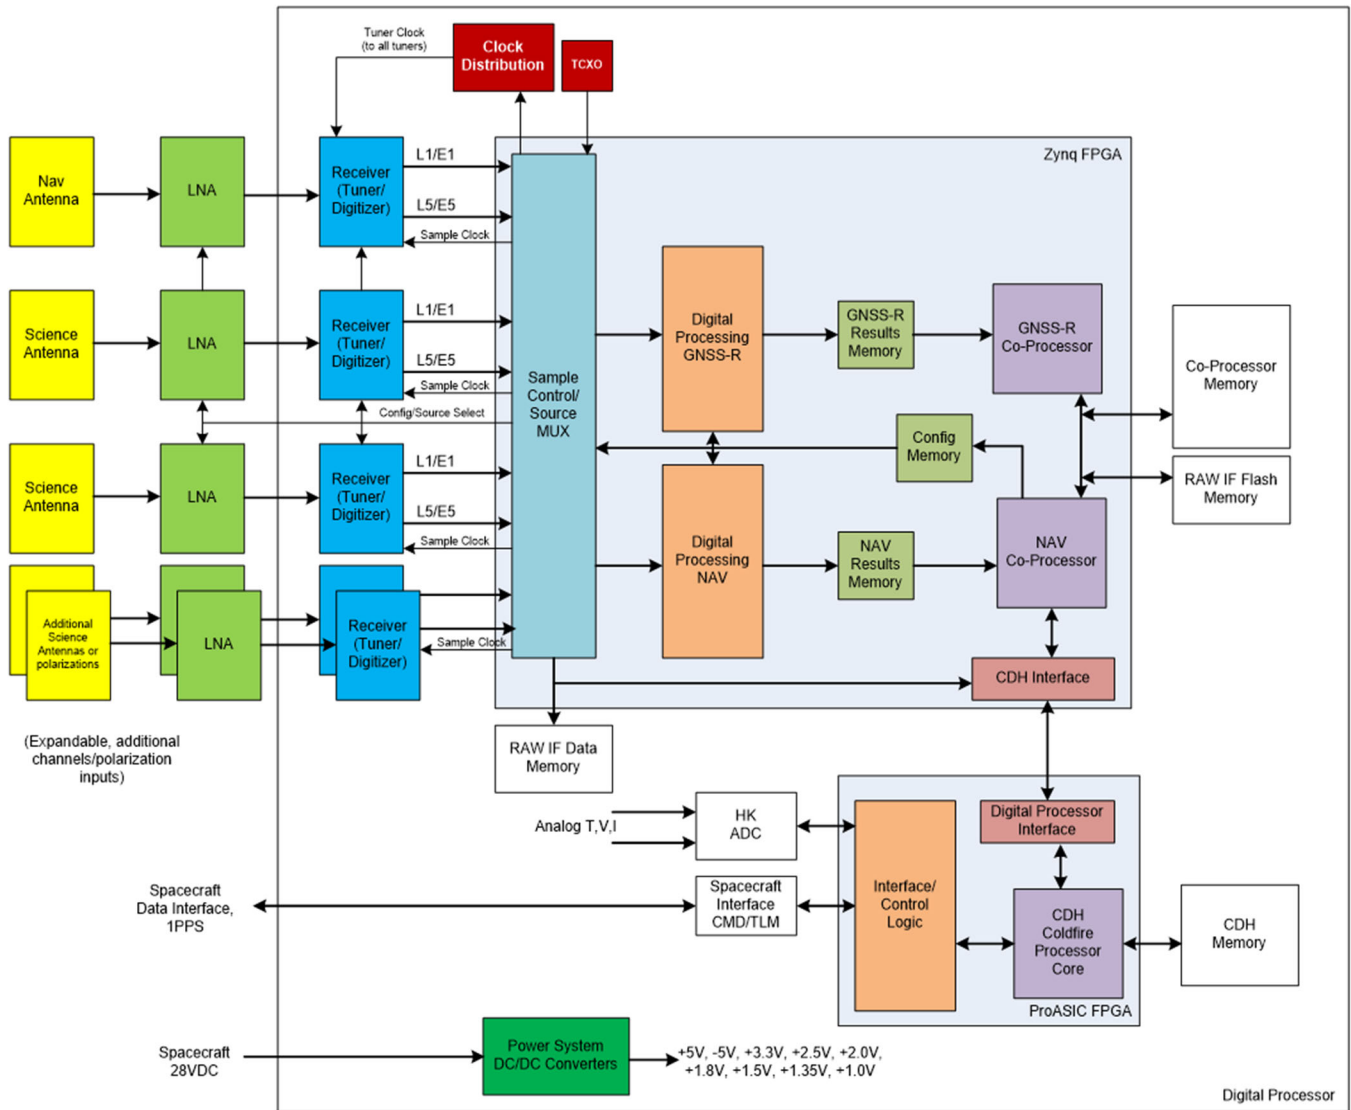 Tuner Clock
(to all tuners)
Clock
Distribution
TCXO
Zynq FPGA
Nav
Antenna
LNA
Receiver
(Tuner/
Digitizer)
L1/E1
L5/E5
Sample Clock
Science
Antenna
LNA
Receiver
(Tuner/
Digitizer)
L1/E1
L5/E5
Sample Clock
Config/Source Select
Science
Antenna
LNA
Receiver
(Tuner/
Digitizer)
L1/E1
L5/E5
Sample Clock
Additional
Science
Antennas or
polarizations
LNA
Receiver
(Tuner/
Digitizer)
Sample Clock
(Expandable, additional
channels/polarization
inputs)
Sample
Control/
Source
MUX
Digital
Processing
GNSS-R
GNSS-R
Results
Memory
GNSS-R
Co-Processor
Co-Processor
Memory
Config
Memory
RAW IF Flash
Memory
Digital
Processing
NAV
NAV
Results
Memory
NAV
Co-Processor
CDH Interface
RAW IF Data
Memory
Analog T,V,I
HK
ADC
Digital Processor
Interface
Spacecraft
Data Interface,
1PPS
Spacecraft
Interface
CMD/TLM
Interface/
Control
Logic
CDH
Coldfire
Processor
Core
CDH
Memory
ProASIC FPGA
Spacecraft
28VDC
Power System
DC/DC Converters
+5V, -5V, +3.3V, +2.5V, +2.0V,
+1.8V, +1.5V, +1.35V, +1.0V
Digital Processor